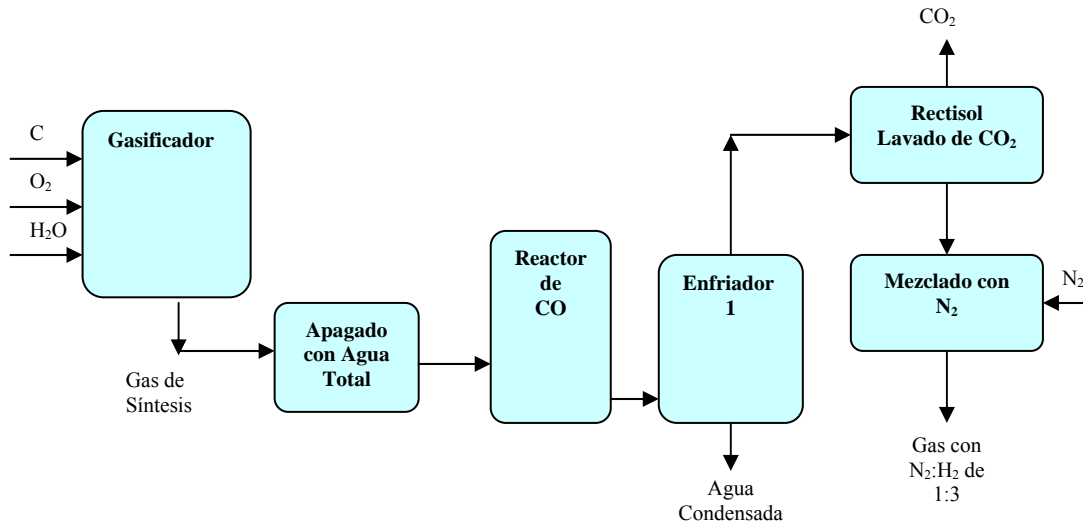 CO₂
C
O₂
H₂O
Gasificador
Gas de
Síntesis
Apagado
con Agua
Total
Reactor
de
CO
Enfriador
1
Agua
Condensada
Rectisol
Lavado de CO₂
Mezclado con
N₂
N₂
Gas con
N₂:H₂ de
1:3